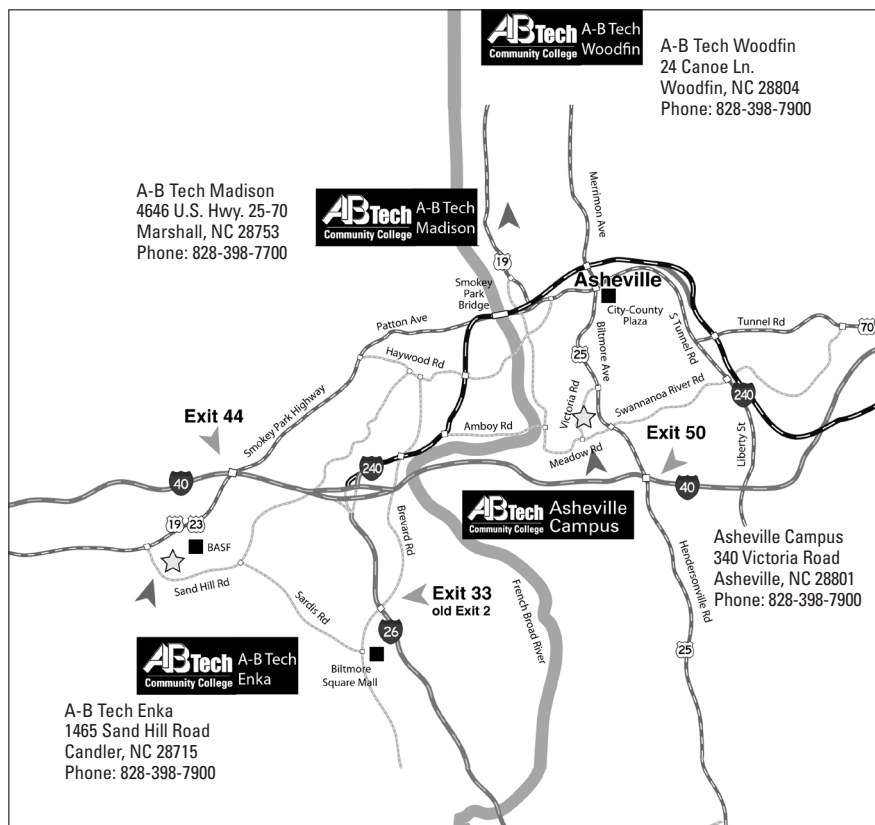 ABTech
Community College
A-B Tech
Woodfin
A-B Tech Woodfin
24 Canoe Ln.
Woodfin, NC 28804
Phone: 828-398-7900
A-B Tech Madison
4646 U.S. Hwy. 25-70
Marshall, NC 28753
Phone: 828-398-7700
ABTech
Community College
A-B Tech
Madison
Merrimon Ave
19
Smokey
Park
Bridge
Asheville
City-County
Plaza
Patton Ave
Haywood Rd
25
Biltmore Ave
S Tunnel Rd
Tunnel Rd
70
Exit 44
Smokey Park Highway
Amboy Rd
Victoria Rd
Swannanoa River Rd
240
Meadow Rd
Exit 50
Liberty St
40
240
40
19
23
BASF
Sand Hill Rd
Brevard Rd
ABTech
Community College
Asheville
Campus
Asheville Campus
340 Victoria Road
Asheville, NC 28801
Phone: 828-398-7900
Sardis Rd
Exit 33
old Exit 2
26
French Broad River
Hendersonville Rd
25
Biltmore
Square Mall
ABTech
Community College
A-B Tech
Enka
A-B Tech Enka
1465 Sand Hill Road
Candler, NC 28715
Phone: 828-398-7900